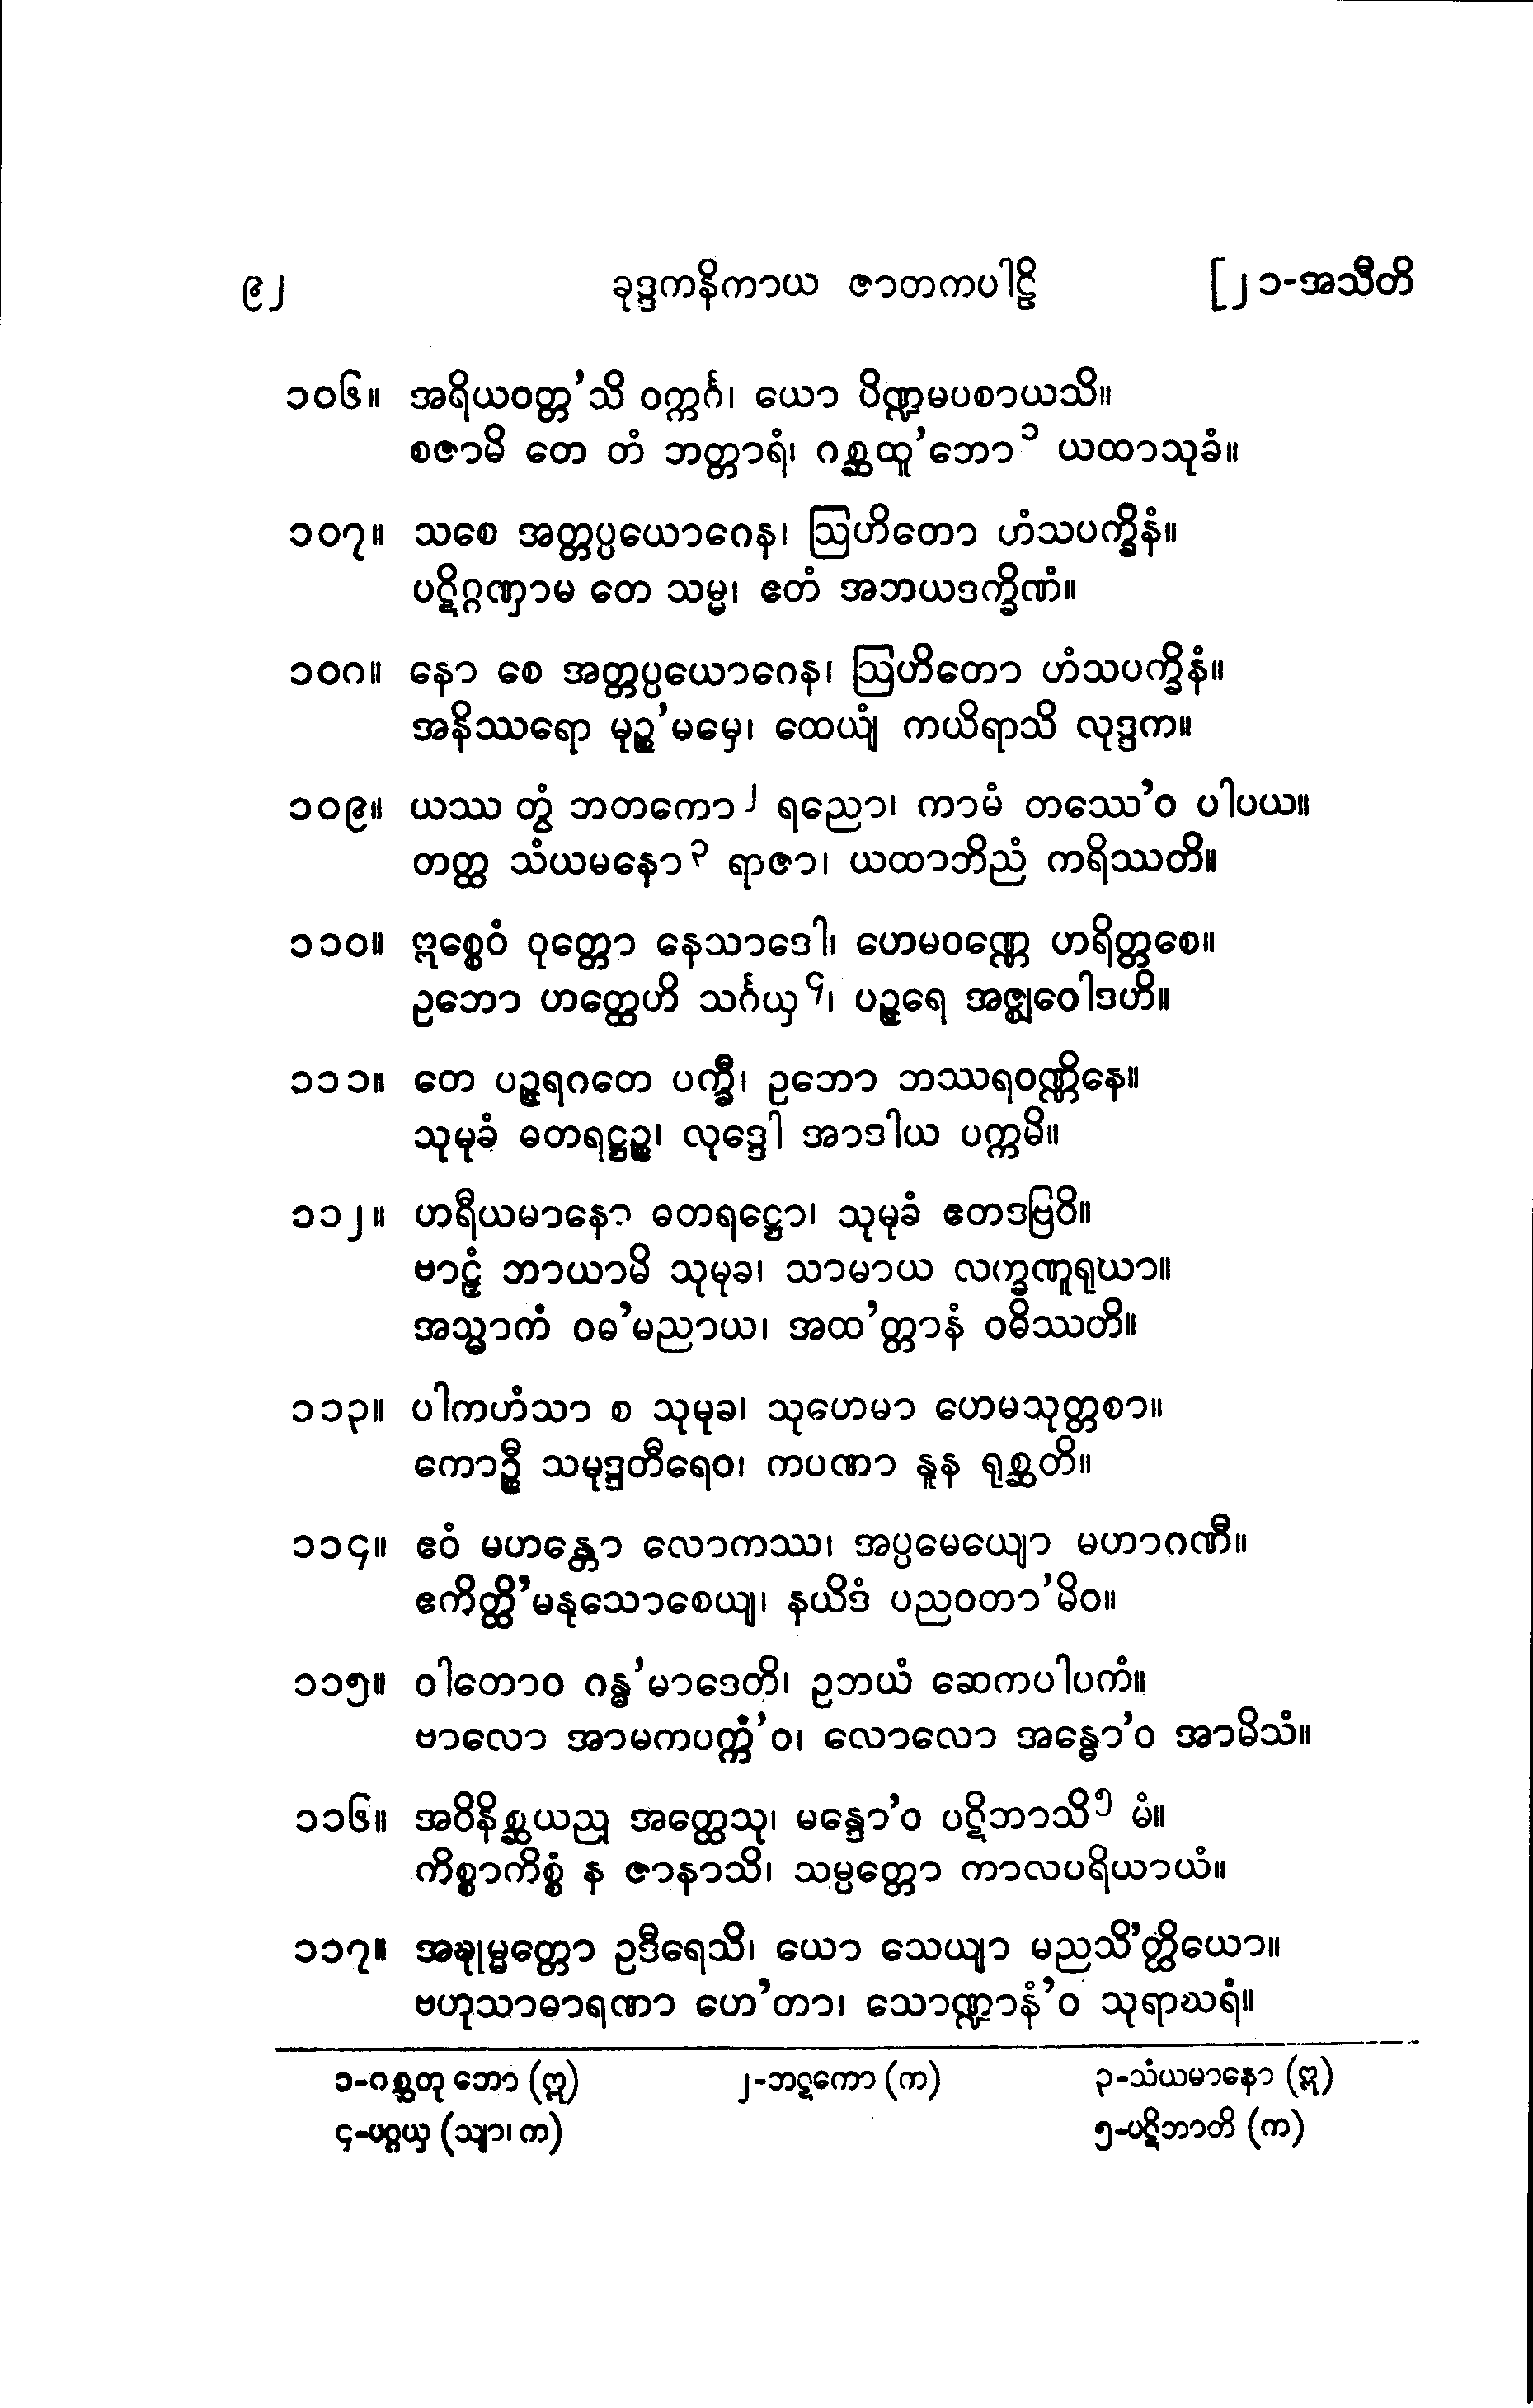 ၉၂ ခုဒ္ဒကနိကာယ ဇာတကပါဠိ [၂၁-အသီတိ
၁၀၆။ အရိယဝတ္တ’သိ ဝက္ကင်္ဂ၊ ယော ပိဏ္ဍမပစာယသိ။
စဇာမိ တေ တံ ဘတ္တာရံ၊ ဂစ္ဆထူ’ဘော၁ ယထာသုခံ။
၁၀၇။ သစေ အတ္တပ္ပယောဂေန၊ ဩဟိတော ဟံသပက္ခိနံ။
ပဋိဂ္ဂဏှာမ တေ သမ္မ၊ ဧတံ အဘယဒက္ခိဏံ။
၁၀၈။ နော စေ အတ္တပ္ပယောဂေန၊ ဩဟိတော ဟံသပက္ခိနံ။
အနိဿရော မုဉ္စ’မမှေ၊ ထေယျံ ကယိရာသိ လုဒ္ဒက။
၁၀၉။ ယဿ တွံ ဘတကော၂ ရညော၊ ကာမံ တဿေ’ဝ ပါပယ။
တတ္ထ သံယမနော၃ ရာဇာ၊ ယထာဘိညံ ကရိဿတိ။
၁၁၀။ ဣစ္စေဝံ ဝုတ္တော နေသာဒေါ၊ ဟေမဝဏ္ဏေ ဟရိတ္တစေ။
ဥဘော ဟတ္ထေဟိ သင်္ဂယှ၄၊ ပဉ္ဇရေ အဇ္ဈဝေါဒဟိ။
၁၁၁။ တေ ပဉ္ဇရဂတေ ပက္ခီ၊ ဥဘော ဘဿရဝဏ္ဏိနေ။
သုမုခံ ဓတရဋ္ဌဉ္စ၊ လုဒ္ဒေါ အာဒါယ ပက္ကမိ။
၁၁၂။ ဟရီယမာနော ဓတရဋ္ဌော၊ သုမုခံ ဧတဒဗြဝိ။
ဗာဠှံ ဘာယာမိ သုမုခ၊ သာမာယ လက္ခဏူရုယာ။
အသ္မာကံ ဝဓ’မညာယ၊ အထ’တ္တာနံ ဝဓိဿတိ။
၁၁၃။ ပါကဟံသာ စ သုမုခ၊ သုဟေမာ ဟေမသုတ္တစာ။
ကောဉ္စီ သမုဒ္ဒတီရေဝ၊ ကပဏာ နူန ရုစ္ဆတိ။
၁၁၄။ ဧဝံ မဟန္တော လောကဿ၊ အပ္ပမေယျော မဟာဂဏီ။
ဧကိတ္ထိ’မနုသောစေယျ၊ နယိဒံ ပညဝတာ’မိဝ။
၁၁၅။ ဝါတောဝ ဂန္ဓ’မာဒေတိ၊ ဥဘယံ ဆေကပါပကံ။
ဗာလော အာမကပက္ကံ’ဝ၊ လောလော အန္ဓော’ဝ အာမိသံ။
၁၁၆။ အဝိနိစ္ဆယညု အတ္ထေသု၊ မန္ဒော’ဝ ပဋိဘာသိ၅ မံ။
ကိစ္စာကိစ္စံ န ဇာနာသိ၊ သမ္ပတ္တော ကာလပရိယာယံ။
၁၁၇။ အဍ္ဎုမ္မတ္တော ဥဒီရေသိ၊ ယော သေယျာ မညသိ’တ္ထိယော။
ဗဟုသာဓာရဏာ ဟေ’တာ၊ သောဏ္ဍာနံ’ဝ သုရာဃရံ။
၁-ဂစ္ဆတု ဘော (ဣ) ၂-ဘဋကော (က) ၃-သံယမာနော (ဣ)
၄-ပဂ္ဂယှ (သျာ၊ က) ၅-ပဋိဘာတိ (က)